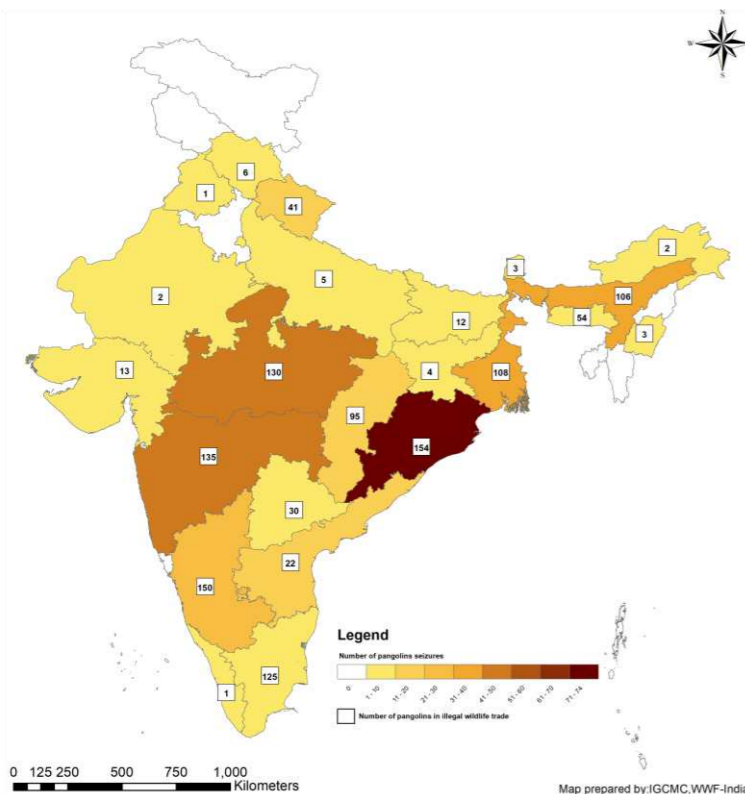 N
W
E
S
6
1
41
2
5
3
2
106
12
54
3
13
4
130
108
95
135
154
30
22
150
125
1
Legend
Number of pangolins seizures
0
1 - 10
11 - 20
21 - 30
31 - 40
41 - 50
51 - 60
61 - 70
71 - 74
Number of pangolins in illegal wildlife trade
0 125 250 500 750 1,000
Kilometers
Map prepared by:IGCMC,WWF-India